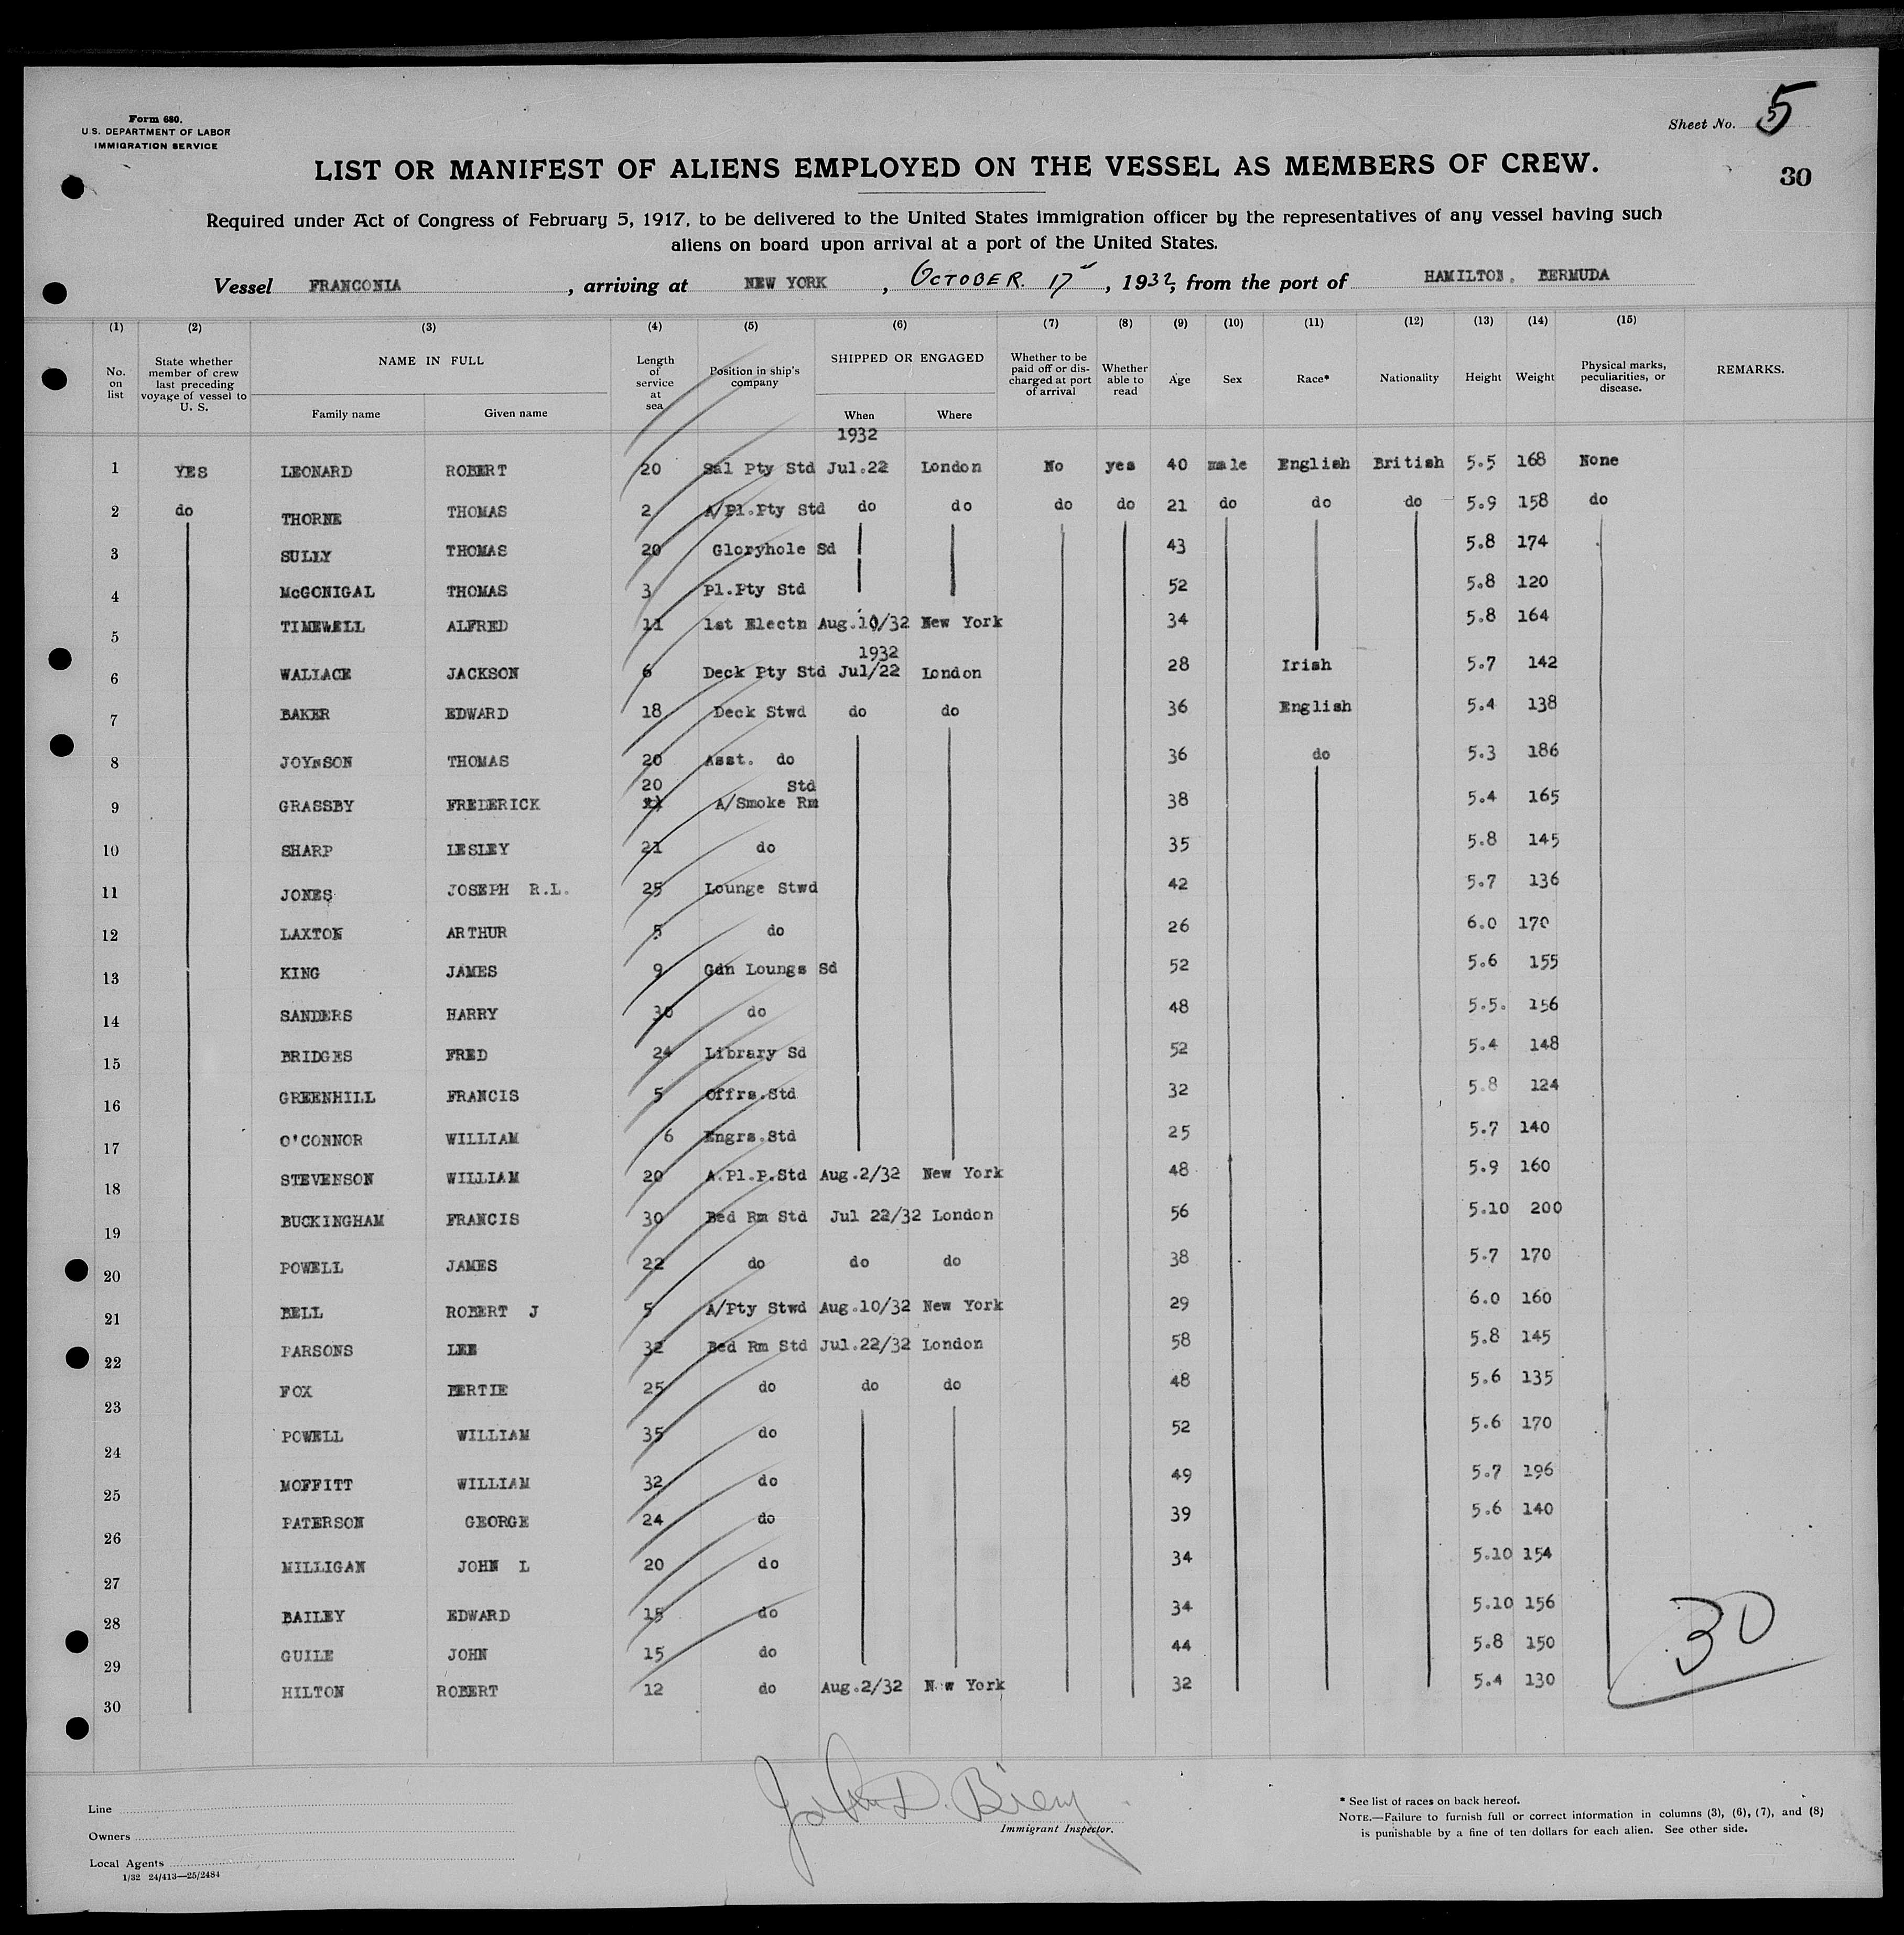 Form 680.
U.S. DEPARTMENT OF LABOR
IMMIGRATION SERVICE
Sheet No. 5
LIST OR MANIFEST OF ALIENS EMPLOYED ON THE VESSEL AS MEMBERS OF CREW.
30
Required under Act of Congress of February 5, 1917, to be delivered to the United States immigration officer by the representatives of any vessel having such
aliens on board upon arrival at a port of the United States.
Vessel FRANCONIA , arriving at NEW YORK , OCTOBER. 17 , 1932, from the port of HAMILTON. BERMUDA
(1) (2) (3) (4) (5) (6) (7) (8) (9) (10) (11) (12) (13) (14) (15)
No. on list State whether member of crew last preceding voyage of vessel to U. S. NAME IN FULL Length of service at sea Position in ship's company SHIPPED OR ENGAGED Whether to be paid off or discharged at port of arrival Whether able to read Age Sex Race* Nationality Height Weight Physical marks, peculiarities, or disease. REMARKS.
Family name Given name When Where
1932
1 YES LEONARD ROBERT 20 Sal Pty Std Jul.22 London No yes 40 male English British 5.5 168 None
2 do THORNE THOMAS 2 A/Pl.Pty Std do do do do 21 do do do 5.9 158 do
3 SULLY THOMAS 20 Gloryhole Sd 43 5.8 174
4 McGONIGAL THOMAS 3 Pl.Pty Std 52 5.8 120
5 TIMEWELL ALFRED 11 1st Electn Aug.10/32 New York 34 5.8 164
1932
6 WALLACE JACKSON 6 Deck Pty Std Jul/22 London 28 Irish 5.7 142
7 BAKER EDWARD 18 Deck Stwd do do 36 English 5.4 138
8 JOYNSON THOMAS 20 Asst. do 36 do 5.3 186
20 Std
9 GRASSBY FREDERICK A/Smoke Rm 38 5.4 165
10 SHARP LESLEY 21 do 35 5.8 145
11 JONES JOSEPH R.L. 25 Lounge Stwd 42 5.7 136
12 LAXTON ARTHUR 5 do 26 6.0 170
13 KING JAMES 9 Gdn Lounge Sd 52 5.6 155
14 SANDERS HARRY 30 do 48 5.5. 156
15 BRIDGES FRED 24 Library Sd 52 5.4 148
16 GREENHILL FRANCIS 5 Offrs.Std 32 5.8 124
17 O'CONNOR WILLIAM 6 Engrs.Std 25 5.7 140
18 STEVENSON WILLIAM 20 A.Pl.P.Std Aug.2/32 New York 48 5.9 160
19 BUCKINGHAM FRANCIS 30 Bed Rm Std Jul 22/32 London 56 5.10 200
20 POWELL JAMES 22 do do do 38 5.7 170
21 BELL ROBERT J 5 A/Pty Stwd Aug.10/32 New York 29 6.0 160
22 PARSONS LEE 32 Bed Rm Std Jul.22/32 London 58 5.8 145
23 FOX BERTIE 25 do do do 48 5.6 135
24 POWELL WILLIAM 35 do 52 5.6 170
25 MOFFITT WILLIAM 32 do 49 5.7 196
26 PATERSON GEORGE 24 do 39 5.6 140
27 MILLIGAN JOHN L 20 do 34 5.10 154
28 BAILEY EDWARD 15 do 34 5.10 156
29 GUILE JOHN 15 do 44 5.8 150
30 HILTON ROBERT 12 do Aug.2/32 N w York 32 5.4 130
30
Line
Owners
Local Agents
1/32 24/413—25/2484
John D.
Immigrant Inspector.
* See list of races on back hereof.
NOTE.—Failure to furnish full or correct information in columns (3), (6), (7), and (8)
is punishable by a fine of ten dollars for each alien. See other side.